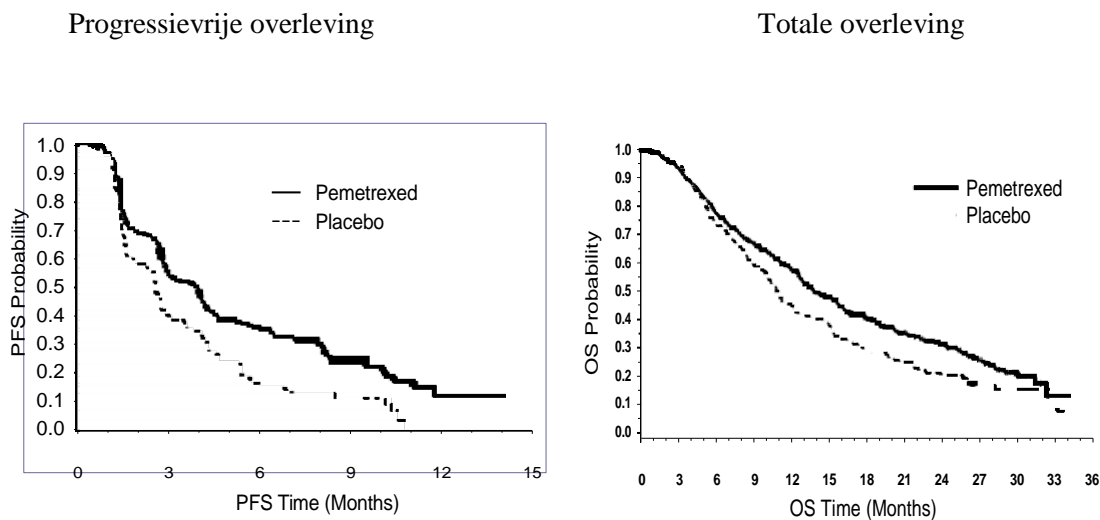 Progressievrije overleving
Totale overleving
PFS Probability
1.0
0.9
0.8
0.7
0.6
0.5
0.4
0.3
0.2
0.1
0.0
Pemetrexed
Placebo
0 3 6 9 12 15
PFS Time (Months)
OS Probability
1.0
0.9
0.8
0.7
0.6
0.5
0.4
0.3
0.2
0.1
0.0
Pemetrexed
Placebo
0 3 6 9 12 15 18 21 24 27 30 33 36
OS Time (Months)